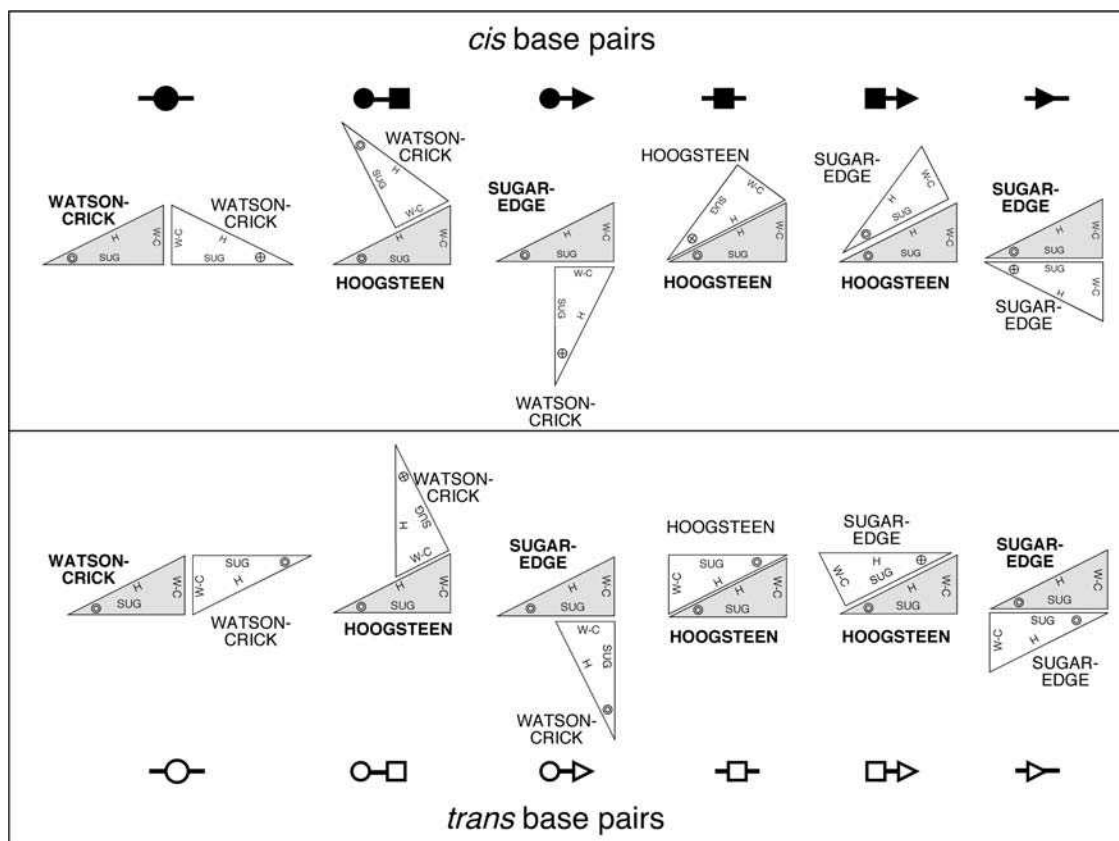 cis base pairs
WATSON-
CRICK
H
SUG
W-C
WATSON-
CRICK
W-C
H
SUG
WATSON-
CRICK
SUG
H
W-C
H
SUG
W-C
HOOGSTEEN
SUGAR-
EDGE
H
SUG
W-C
W-C
SUG
H
WATSON-
CRICK
HOOGSTEEN
W-C
SUG
H
H
SUG
W-C
HOOGSTEEN
SUGAR-
EDGE
W-C
H
SUG
H
SUG
W-C
HOOGSTEEN
SUGAR-
EDGE
H
SUG
W-C
SUG
H
W-C
SUGAR-
EDGE
WATSON-
CRICK
H
SUG
W-C
SUG
W-C
H
WATSON-
CRICK
WATSON-
CRICK
SUG
H
W-C
H
SUG
W-C
HOOGSTEEN
SUGAR-
EDGE
H
SUG
W-C
W-C
SUG
H
WATSON-
CRICK
HOOGSTEEN
SUG
W-C
H
H
SUG
W-C
HOOGSTEEN
SUGAR-
EDGE
H
W-C
SUG
H
SUG
W-C
HOOGSTEEN
SUGAR-
EDGE
H
SUG
W-C
SUG
W-C
H
SUGAR-
EDGE
trans base pairs